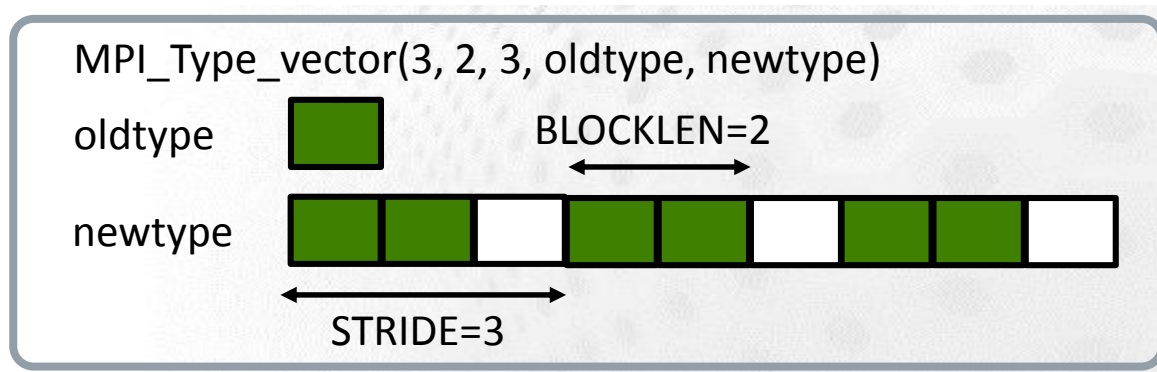 MPI_Type_vector(3, 2, 3, oldtype, newtype)
oldtype
BLOCKLEN=2
newtype
STRIDE=3